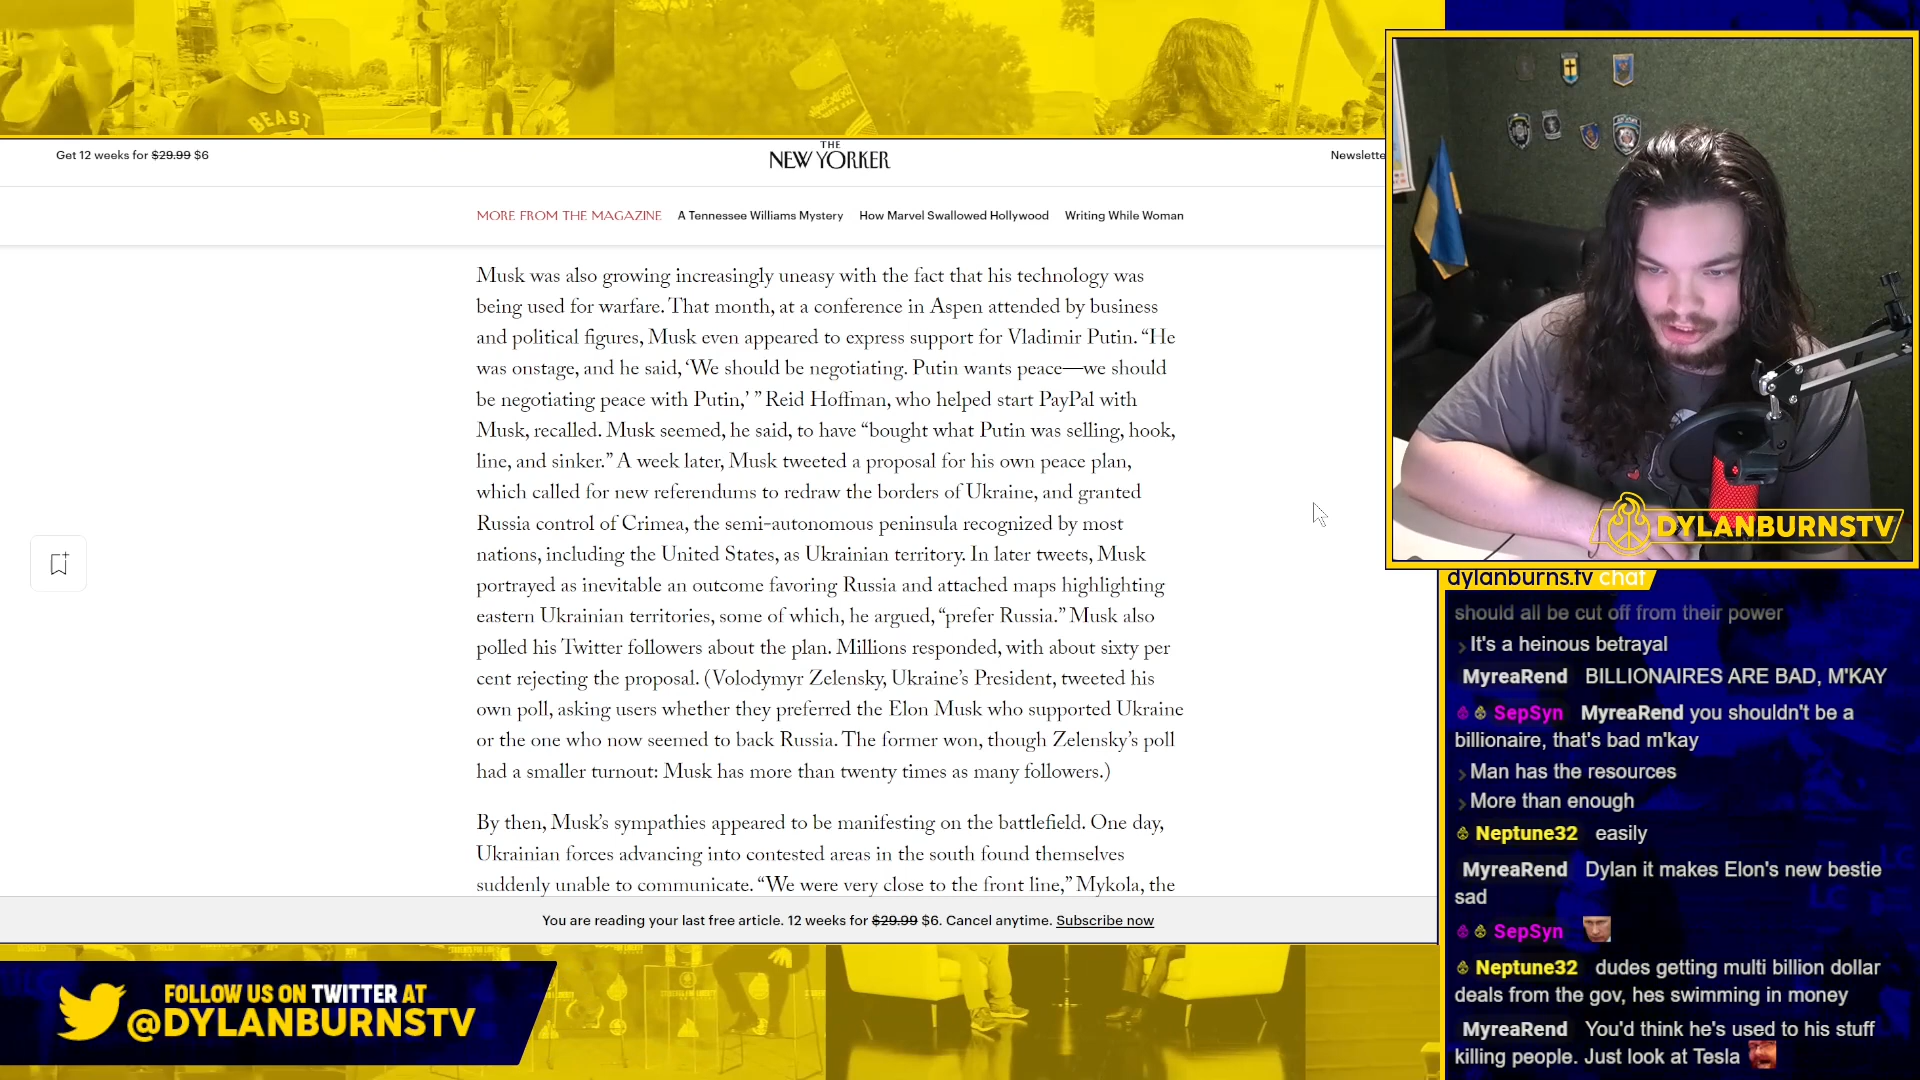 BEAST
Get 12 weeks for $29.99 $6
THE
NEW YORKER
Newslette
MORE FROM THE MAGAZINE A Tennessee Williams Mystery How Marvel Swallowed Hollywood Writing While Woman
Musk was also growing increasingly uneasy with the fact that his technology was
being used for warfare. That month, at a conference in Aspen attended by business
and political figures, Musk even appeared to express support for Vladimir Putin. “He
was onstage, and he said, ‘We should be negotiating. Putin wants peace—we should
be negotiating peace with Putin,’ ” Reid Hoffman, who helped start PayPal with
Musk, recalled. Musk seemed, he said, to have “bought what Putin was selling, hook,
line, and sinker.” A week later, Musk tweeted a proposal for his own peace plan,
which called for new referendums to redraw the borders of Ukraine, and granted
Russia control of Crimea, the semi-autonomous peninsula recognized by most
nations, including the United States, as Ukrainian territory. In later tweets, Musk
portrayed as inevitable an outcome favoring Russia and attached maps highlighting
eastern Ukrainian territories, some of which, he argued, “prefer Russia.” Musk also
polled his Twitter followers about the plan. Millions responded, with about sixty per
cent rejecting the proposal. (Volodymyr Zelensky, Ukraine’s President, tweeted his
own poll, asking users whether they preferred the Elon Musk who supported Ukraine
or the one who now seemed to back Russia. The former won, though Zelensky’s poll
had a smaller turnout: Musk has more than twenty times as many followers.)
By then, Musk’s sympathies appeared to be manifesting on the battlefield. One day,
Ukrainian forces advancing into contested areas in the south found themselves
suddenly unable to communicate. “We were very close to the front line,” Mykola, the
You are reading your last free article. 12 weeks for $29.99 $6. Cancel anytime. Subscribe now
FOLLOW US ON TWITTER AT
@DYLANBURNSTV
DYLANBURNSTV
dylanburns.tv chat
should all be cut off from their power
It's a heinous betrayal
MyreaRend BILLIONAIRES ARE BAD, M'KAY
SepSyn MyreaRend you shouldn't be a
billionaire, that's bad m'kay
Man has the resources
More than enough
Neptune32 easily
MyreaRend Dylan it makes Elon's new bestie
sad
SepSyn
Neptune32 dudes getting multi billion dollar
deals from the gov, hes swimming in money
MyreaRend You'd think he's used to his stuff
killing people. Just look at Tesla